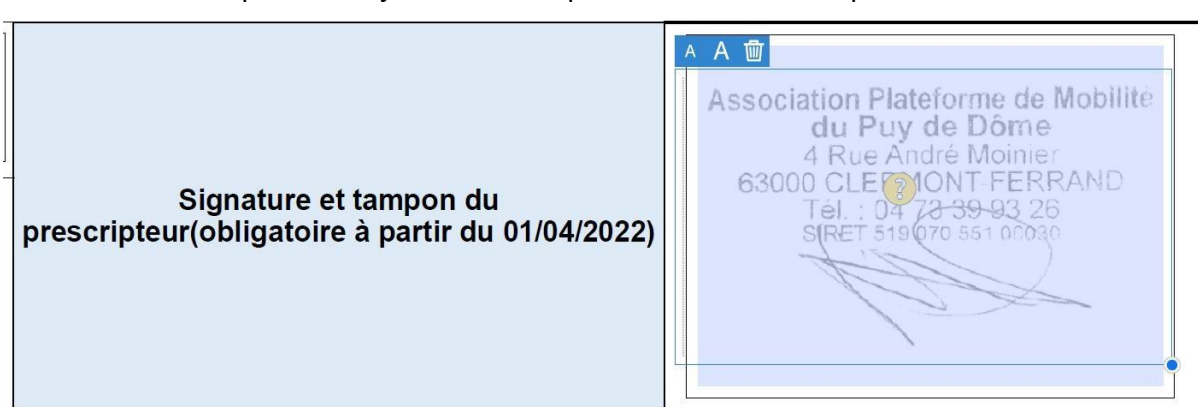 A A
Signature et tampon du
prescripteur(obligatoire à partir du 01/04/2022)
Association Plateforme de Mobilité
du Puy de Dôme
4 Rue André Moinier
63000 CLERMONT-FERRAND
?
Tél. : 04 73 39 93 26
SIRET 519 070 551 00030